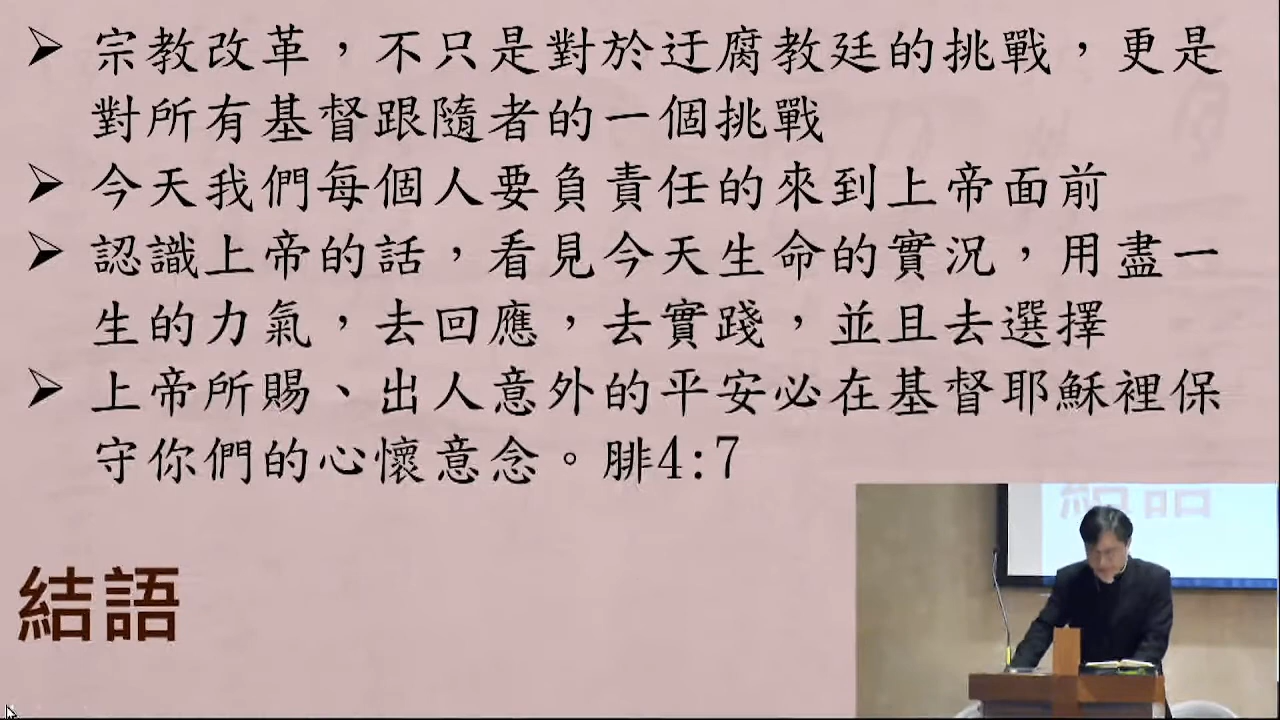 宗教改革，不只是對於迂腐教廷的挑戰，更是
對所有基督跟隨者的一個挑戰
今天我們每個人要負責任的來到上帝面前
認識上帝的話，看見今天生命的實況，用盡一
生的力氣，去回應，去實踐，並且去選擇
上帝所賜、出人意外的平安必在基督耶穌裡保
守你們的心懷意念。腓4:7
結語
結語